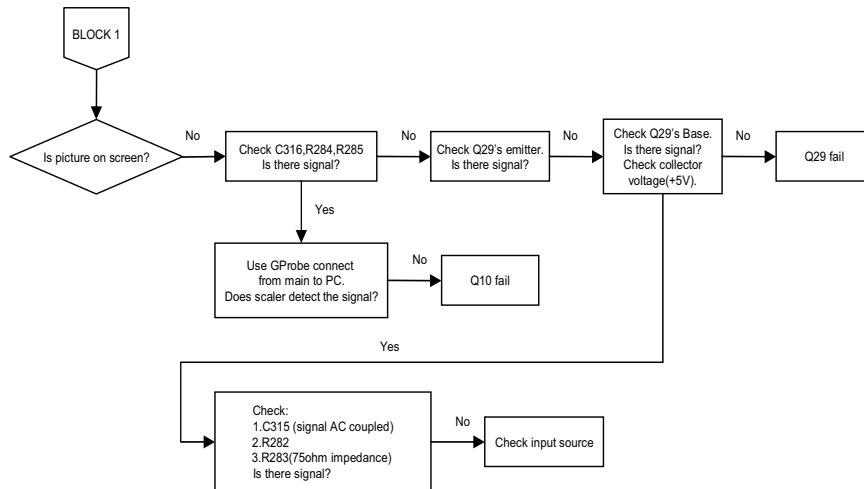 BLOCK 1
Is picture on screen?
No
Check C316,R284,R285
Is there signal?
No
Check Q29's emitter.
Is there signal?
No
Check Q29's Base.
Is there signal?
Check collector
voltage(+5V).
No
Q29 fail
Yes
Use GProbe connect
from main to PC.
Does scaler detect the signal?
No
Q10 fail
Yes
Check:
1.C315 (signal AC coupled)
2.R282
3.R283(75ohm impedance)
Is there signal?
No
Check input source